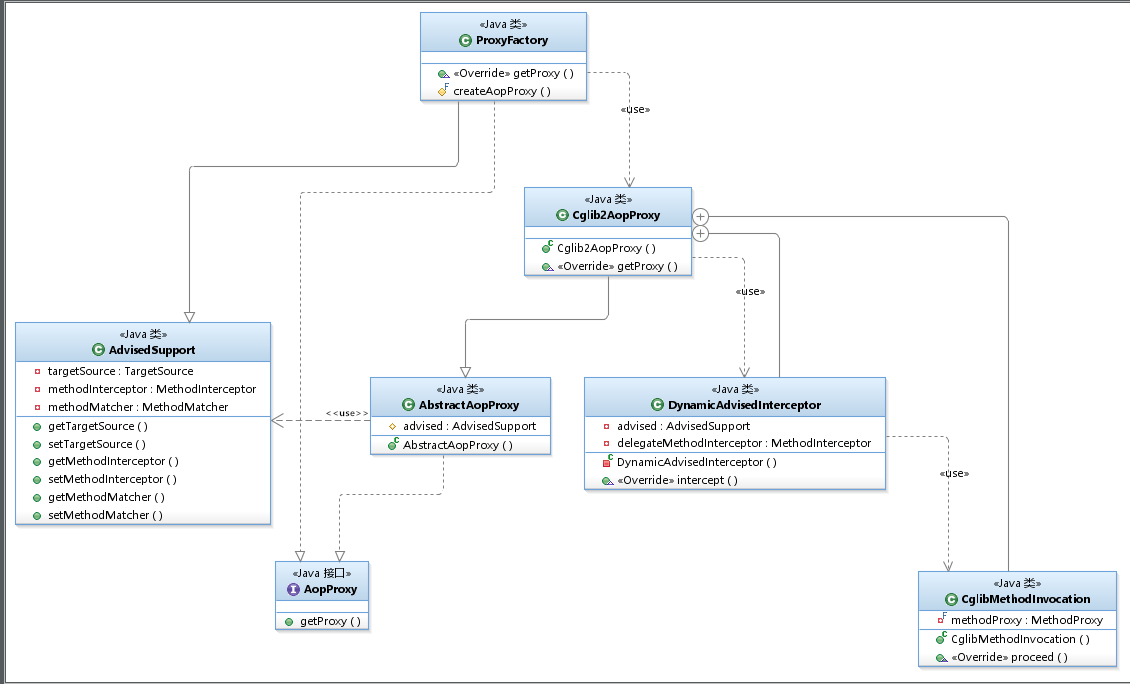 «Java 类»
ProxyFactory
«Override» getProxy ( )
createAopProxy ( )
«use»
«Java 类»
Cglib2AopProxy
Cglib2AopProxy ( )
«Override» getProxy ( )
«use»
«Java 类»
AdvisedSupport
targetSource : TargetSource
methodInterceptor : MethodInterceptor
methodMatcher : MethodMatcher
getTargetSource ( )
setTargetSource ( )
getMethodInterceptor ( )
setMethodInterceptor ( )
getMethodMatcher ( )
setMethodMatcher ( )
<<use>>
«Java 类»
AbstractAopProxy
advised : AdvisedSupport
AbstractAopProxy ( )
«Java 类»
DynamicAdvisedInterceptor
advised : AdvisedSupport
delegateMethodInterceptor : MethodInterceptor
DynamicAdvisedInterceptor ( )
«Override» intercept ( )
«use»
«Java 接口»
AopProxy
getProxy ( )
«Java 类»
CglibMethodInvocation
methodProxy : MethodProxy
CglibMethodInvocation ( )
«Override» proceed ( )